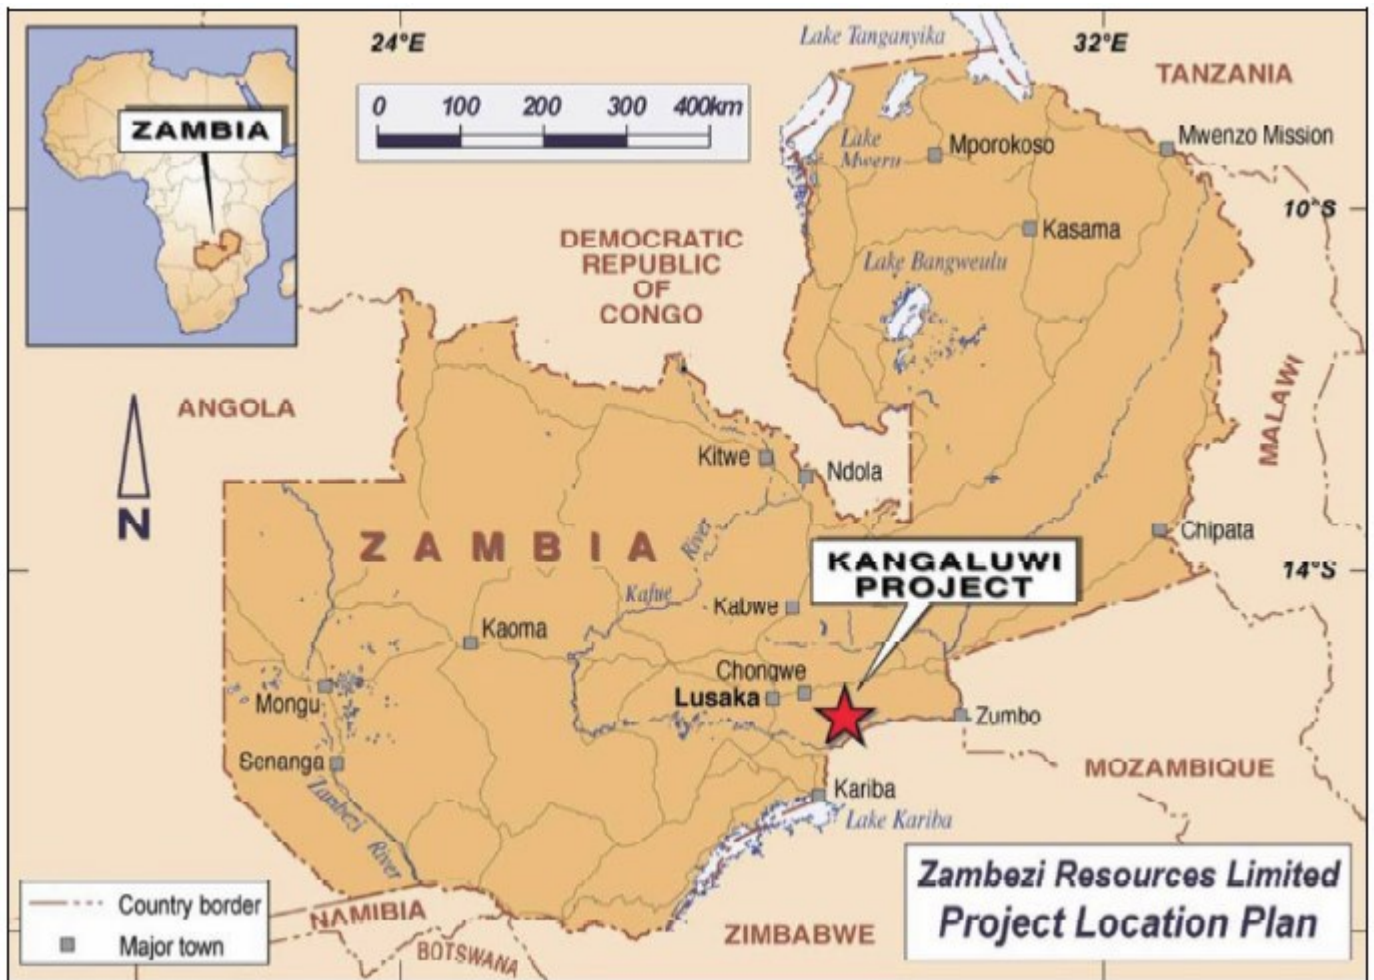 24°E
32°E
Lake Tanganyika
TANZANIA
ZAMBIA
0 100 200 300 400km
Lake
Mweru
Mporokoso
Mwenzo Mission
10°S
DEMOCRATIC
REPUBLIC
OF
CONGO
Kasama
Lake Bangweulu
ANGOLA
MALAWI
N
Kitwe
Ndola
Chipata
ZAMBIA
River
Kafue
KANGALUWI
PROJECT
14°S
Kabwe
Kaoma
Chongwe
Lusaka
Mongu
Zumbo
Senanga
MOZAMBIQUE
Zambezi
River
Kariba
Lake Kariba
Country border
Major town
NAMIBIA
BOTSWANA
ZIMBABWE
Zambezi Resources Limited
Project Location Plan